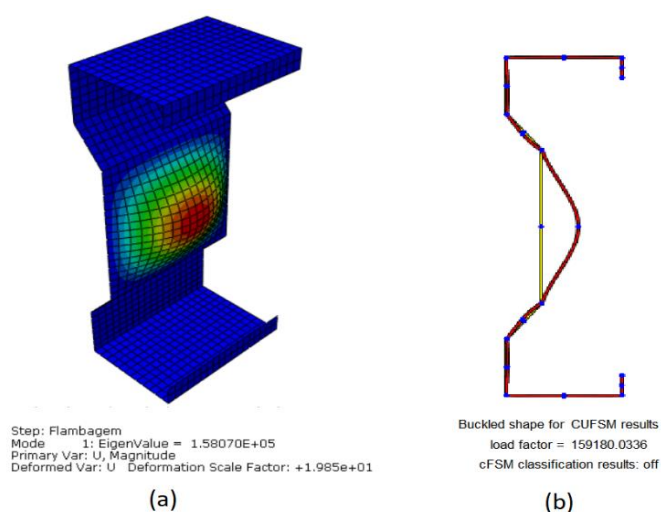 Step: Flambagem
Mode 1: EigenValue = 1.58070E+05
Primary Var: U, Magnitude
Deformed Var: U Deformation Scale Factor: +1.985e+01
(a)
Buckled shape for CUFSM results
load factor = 159180.0336
cFSM classification results: off
(b)